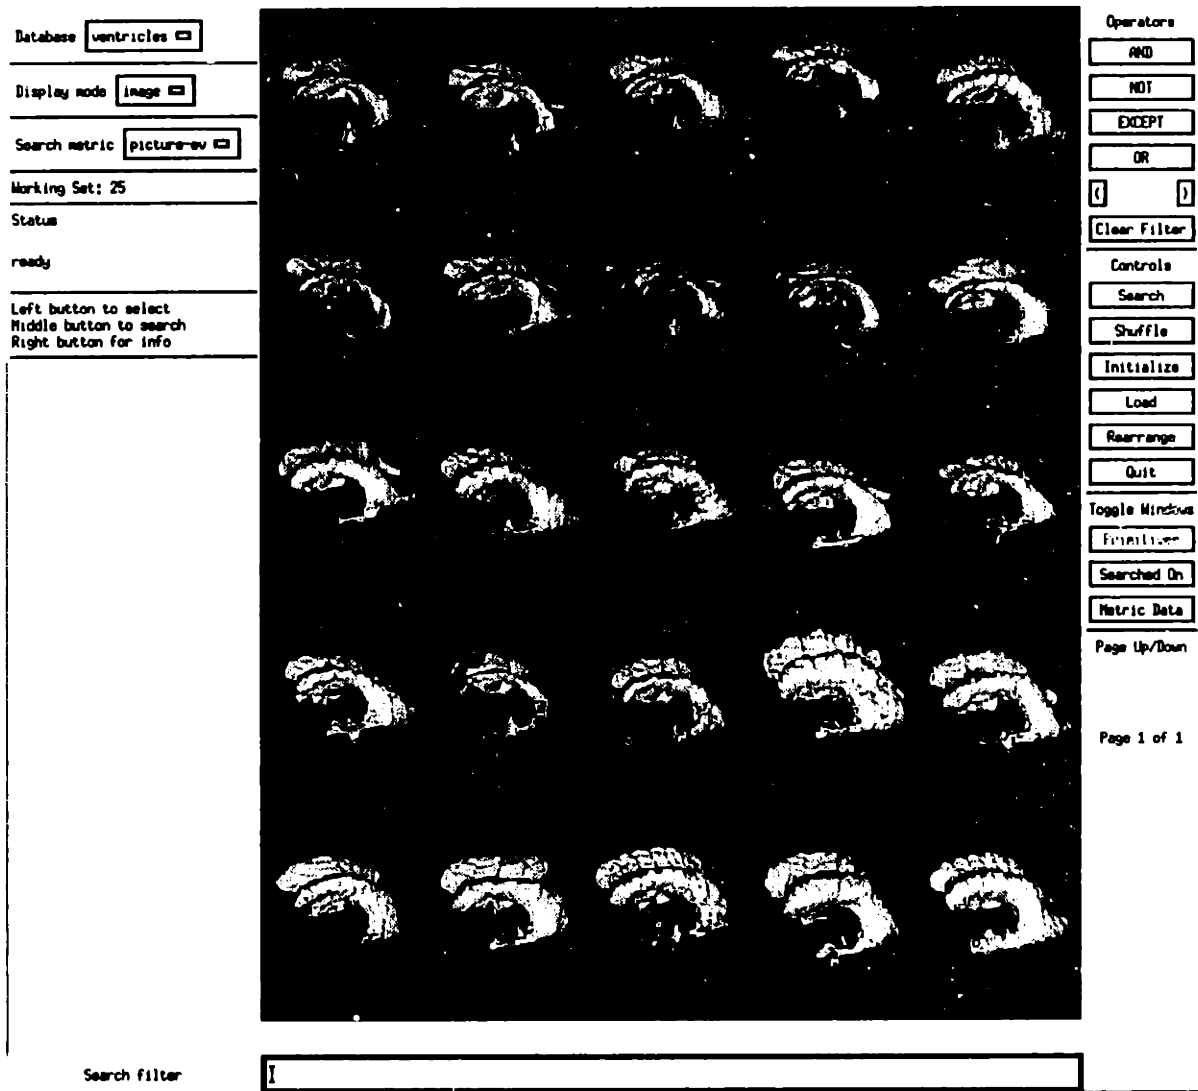 Database ventricles
Display mode image
Search metric picture-ev
Working Set: 25
Status
ready
Left button to select
Middle button to search
Right button for info
Operators
AND
NOT
EXCEPT
OR
( )
Clear Filter
Controls
Search
Shuffle
Initialize
Load
Rearrange
Quit
Toggle Windows
Primitives
Searched On
Metric Data
Page Up/Down
Page 1 of 1
Search filter